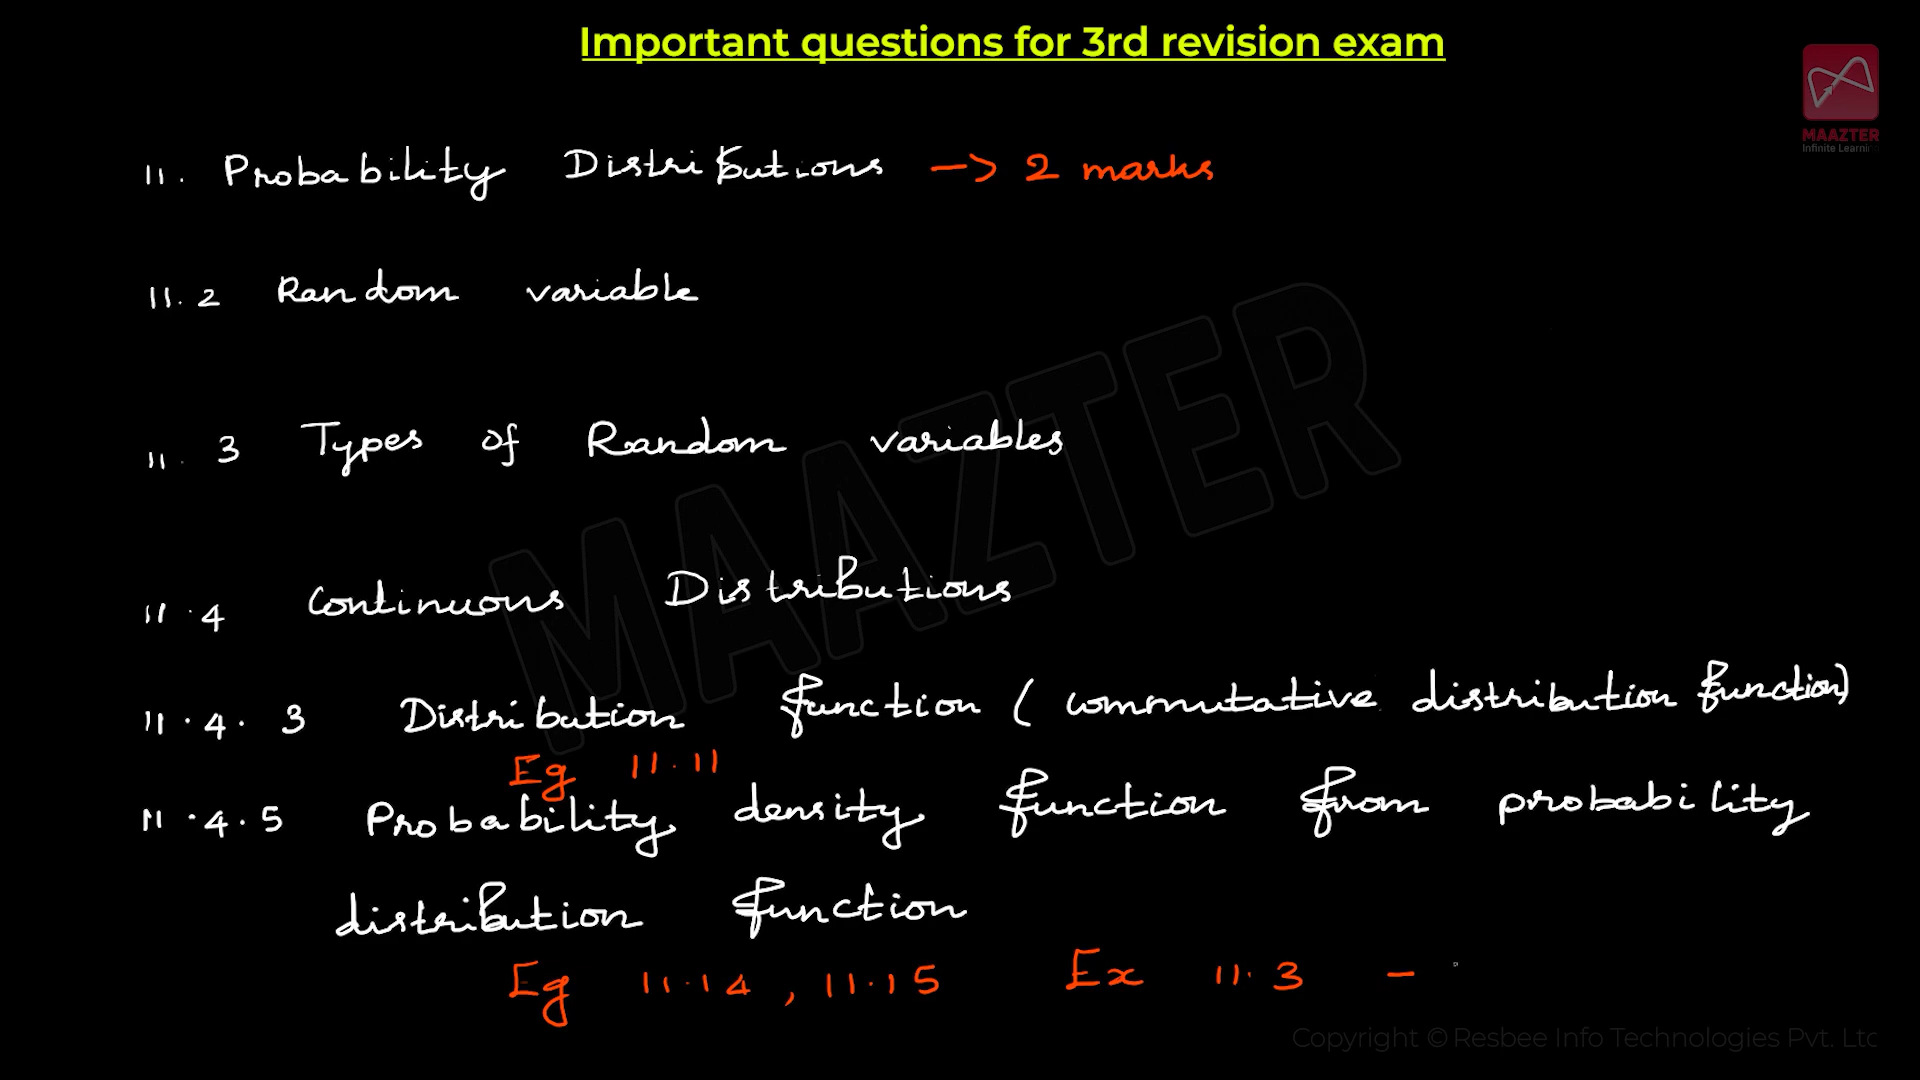 Important questions for 3rd revision exam
MAAZTER
Infinite Learnin
11. Probability Distributions -> 2 marks
11.2 Random variable
11.3 Types of Random variables
11.4 Continuous Distributions
11.4.3 Distribution function (commutative distribution function)
Eg 11.11
11.4.5 Probability density function from probability
distribution function
Eg 11.14, 11.15 Ex 11.3 -
MAAZTER
Copyright © Resbee Info Technologies Pvt. Ltc